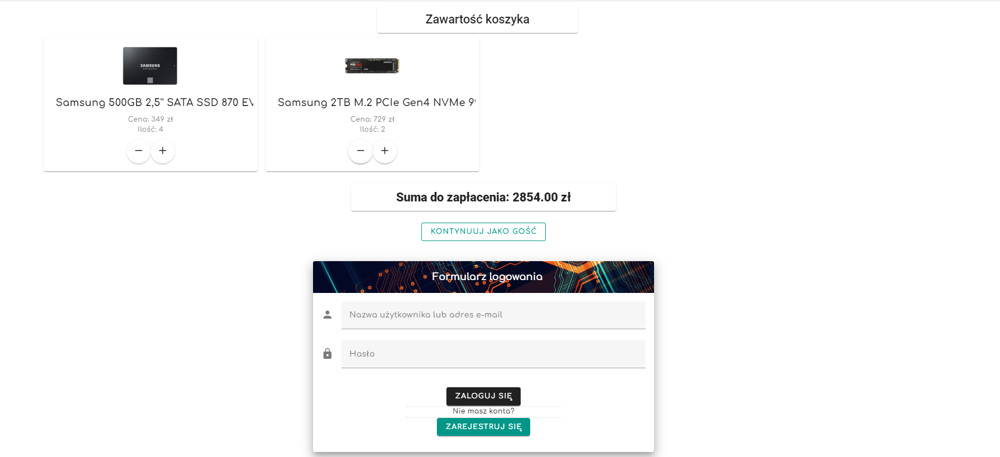 Zawartość koszyka
SAMSUNG
990 PRO
Samsung 500GB 2,5" SATA SSD 870 EV
Samsung 2TB M.2 PCIe Gen4 NVMe 99
Cena: 349 zł
Cena: 729 zł
Ilość: 4
Ilość: 2
− +
− +
Suma do zapłacenia: 2854.00 zł
KONTYNUUJ JAKO GOŚĆ
Formularz logowania
Nazwa użytkownika lub adres e-mail
Hasło
ZALOGUJ SIĘ
Nie masz konta?
ZAREJESTRUJ SIĘ